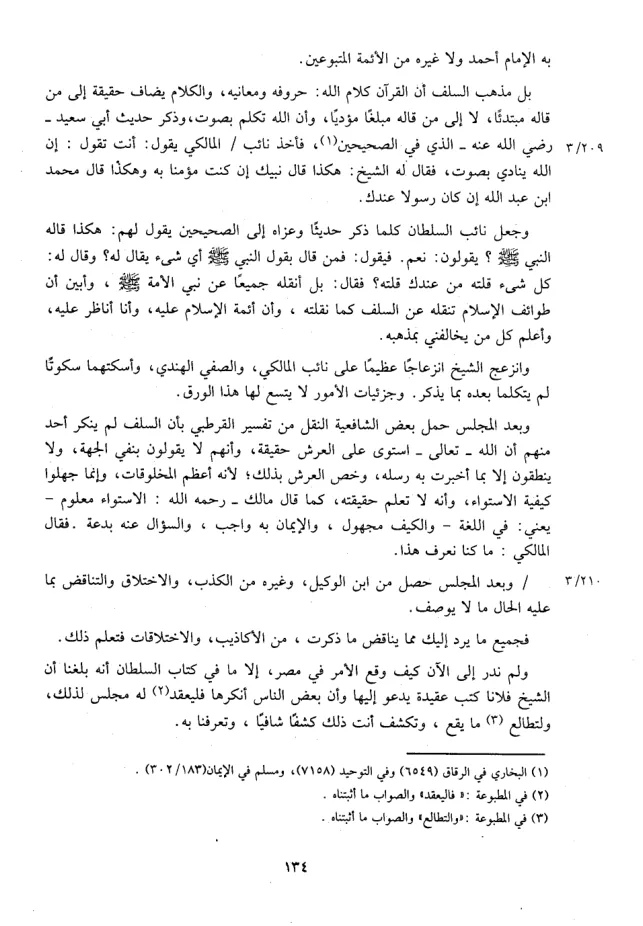 به الإمام أحمد ولا غيره من الأئمة المتبوعين.
بل مذهب السلف أن القرآن كلام الله: حروفه ومعانيه، والكلام يضاف حقيقة إلى من
قاله مبتدئًا، لا إلى من قاله مبلغًا مؤديًا، وأن الله تكلم بصوت،وذكر حديث أبي سعيد ـ
٣/٢٠٩ رضي الله عنه ـ الذي في الصحيحين(١)، فأخذ نائب / المالكي يقول: أنت تقول : إن
الله ينادي بصوت، فقال له الشيخ: هكذا قال نبيك إن كنت مؤمنا به وهكذا قال محمد
ابن عبد الله إن كان رسولا عندك.
وجعل نائب السلطان كلما ذكر حديثًا وعزاه إلى الصحيحين يقول لهم: هكذا قاله
النبي ﷺ ؟ يقولون: نعم. فيقول: فمن قال بقول النبي ﷺ أي شىء يقال له؟ وقال له:
كل شىء قلته من عندك قلته؟ فقال: بل أنقله جميعًا عن نبي الأمة ﷺ ، وأبين أن
طوائف الإسلام تنقله عن السلف كما نقلته ، وأن أئمة الإسلام عليه، وأنا أناظر عليه،
وأعلم كل من يخالفني بمذهبه.
وانزعج الشيخ انزعاجًا عظيمًا على نائب المالكي، والصفي الهندي، وأسكتهما سكوتًا
لم يتكلما بعده بما يذكر. وجزئيات الأمور لا يتسع لها هذا الورق.
وبعد المجلس حمل بعض الشافعية النقل من تفسير القرطبي بأن السلف لم ينكر أحد
منهم أن الله ـ تعالى ـ استوى على العرش حقيقة، وأنهم لا يقولون بنفي الجهة، ولا
ينطقون إلا بما أخبرت به رسله، وخص العرش بذلك؛ لأنه أعظم المخلوقات، وإنما جهلوا
كيفية الاستواء، وأنه لا تعلم حقيقته، كما قال مالك ـ رحمه الله : الاستواء معلوم –
يعني: في اللغة – والكيف مجهول ، والإيمان به واجب ، والسؤال عنه بدعة .فقال
المالكي : ما كنا نعرف هذا.
٣/٢١٠ / وبعد المجلس حصل من ابن الوكيل، وغيره من الكذب، والاختلاق والتناقض بما
عليه الحال ما لا يوصف.
فجميع ما يرد إليك مما يناقض ما ذكرت ، من الأكاذيب، والاختلاقات فتعلم ذلك.
ولم ندر إلى الآن كيف وقع الأمر في مصر، إلا ما في كتاب السلطان أنه بلغنا أن
الشيخ فلانا كتب عقيدة يدعو إليها وأن بعض الناس أنكرها فليعقد(٢) له مجلس لذلك،
ولتطالع (٣) ما يقع ، وتكشف أنت ذلك كشفًا شافيًا ، وتعرفنا به.
(١) البخاري في الرقاق (٦٥٤٩) وفي التوحيد (٧١٥٨)، ومسلم في الإيمان(٣٠٢/١٨٣) .
(٢) في المطبوعة :« فاليعقد» والصواب ما أثبتناه .
(٣) في المطبوعة :«والتطالع» والصواب ما أثبتناه .
١٣٤